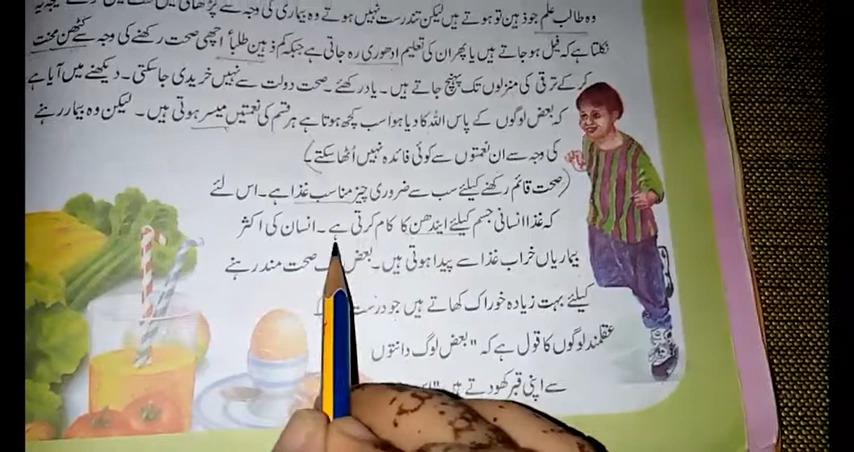 وہ طالب علم جو ذہین تو ہوتے ہیں لیکن تندرست نہیں ہوتے وہ بیماری کی وجہ سے
نکلتا ہے کہ فیل ہو جاتے ہیں یا پھر ان کی تعلیم ادھوری رہ جاتی ہے جبکہ کم ذہین طلباً اچھی صحت رکھنے کی وجہ سے کٹھن محنت
کر کے ترقی کی منزلوں تک پہنچ جاتے ہیں ۔ یاد رکھئے ۔ صحت دولت سے نہیں خریدی جا سکتی ۔ دیکھنے میں آیا ہے
کہ بعض لوگوں کے پاس اللہ کا دیا ہوا سب کچھ ہوتا ہے ہر قسم کی نعمتیں میسر ہوتی ہیں ۔ لیکن وہ بیمار رہنے
کی وجہ سے ان نعمتوں سے کوئی فائدہ نہیں اُٹھا سکتے )
( صحت قائم رکھنے کیلئے سب سے ضروری چیز مناسب غذا ہے ۔ اس لئے
کہ غذا انسانی جسم کیلئے ایندھن کا کام کرتی ہے ۔ انسان کی اکثر
بیماریاں خراب غذا سے پیدا ہوتی ہیں ۔ بعض صحت مند رہنے
کیلئے بہت زیادہ خوراک کھاتے ہیں جو
عقلمند لوگوں کا قول ہے کہ " بعض لوگ دانتوں
سے اپنی قبر کھودتے ہیں "